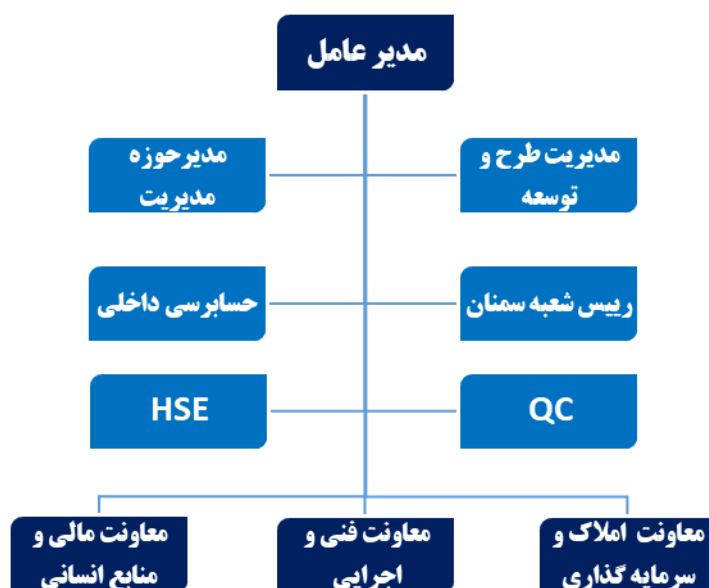 مدیر عامل
مدیریت طرح و
توسعه
مدیرحوزه
مدیریت
رییس شعبه سمنان
حسابرسی داخلی
QC
HSE
معاونت املاک و
سرمایه گذاری
معاونت فنی و
اجرایی
معاونت مالی و
منابع انسانی